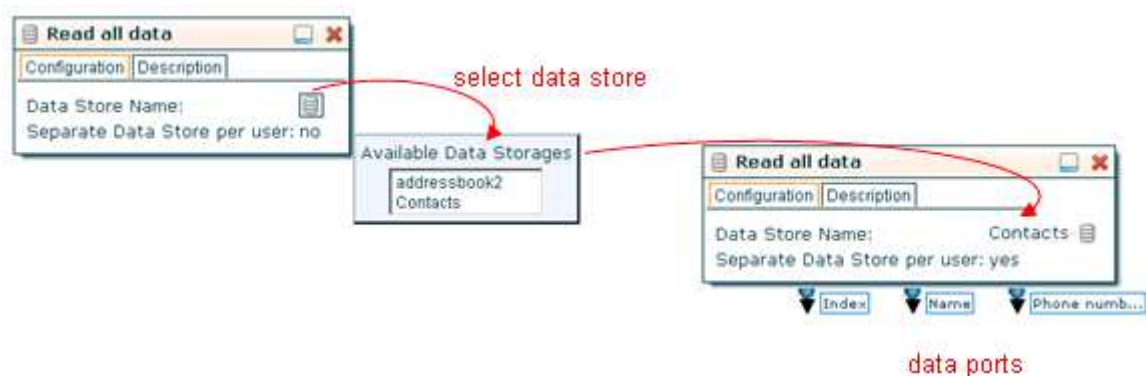 Read all data
Configuration Description
Data Store Name:
Separate Data Store per user: no
select data store
Available Data Storages
addressbook2
Contacts
Read all data
Configuration Description
Data Store Name: Contacts
Separate Data Store per user: yes
Index Name Phone numb...
data ports